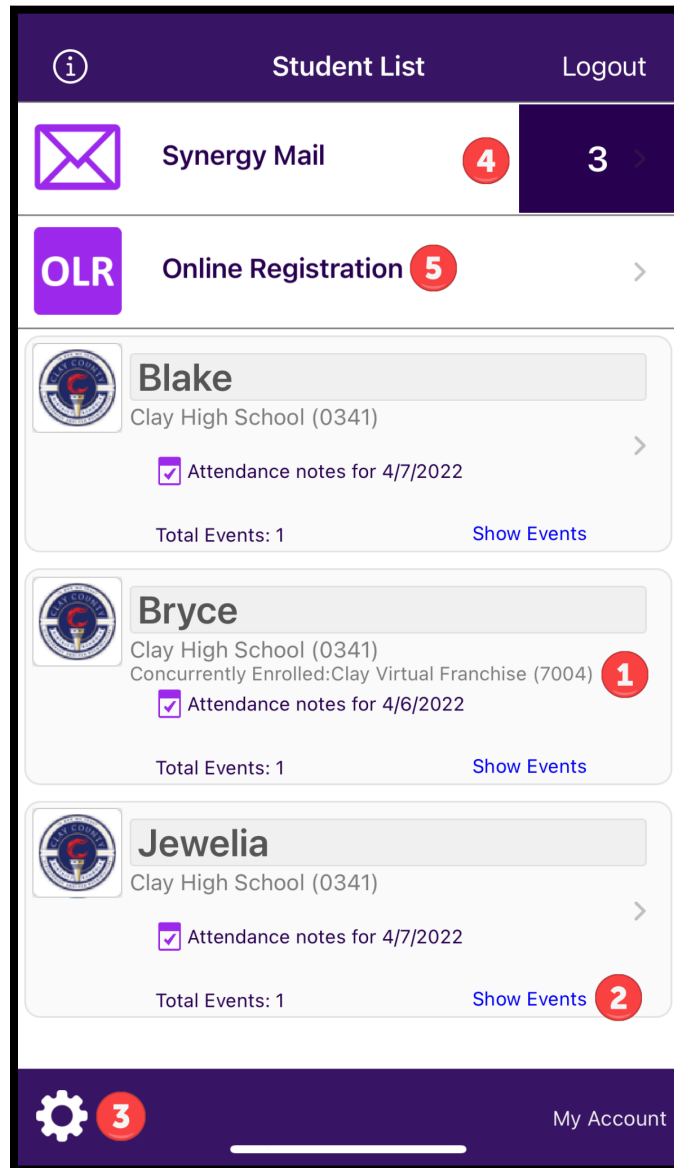 Student List Logout
Synergy Mail 4 3
OLR Online Registration 5
Blake
Clay High School (0341)
Attendance notes for 4/7/2022
Total Events: 1 Show Events
Bryce
Clay High School (0341)
Concurrently Enrolled:Clay Virtual Franchise (7004) 1
Attendance notes for 4/6/2022
Total Events: 1 Show Events
Jewelia
Clay High School (0341)
Attendance notes for 4/7/2022
Total Events: 1 Show Events 2
3 My Account